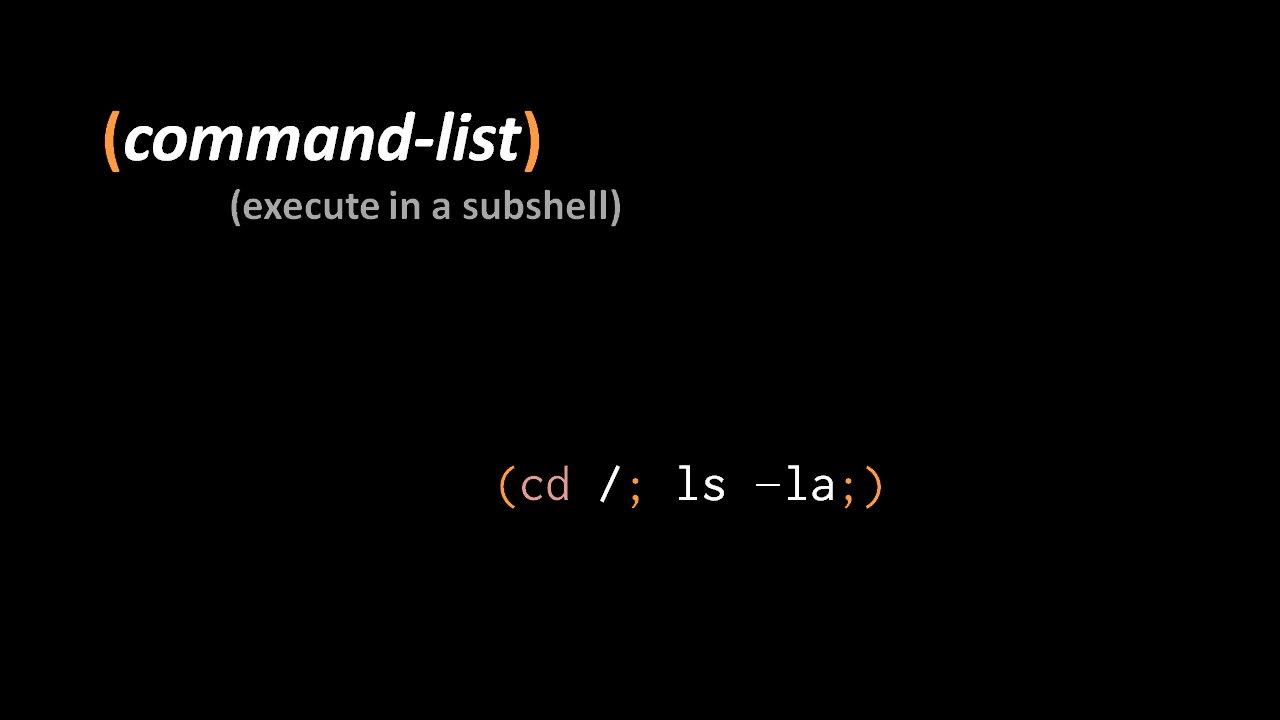 (command-list)
(execute in a subshell)
(cd /; ls -la;)